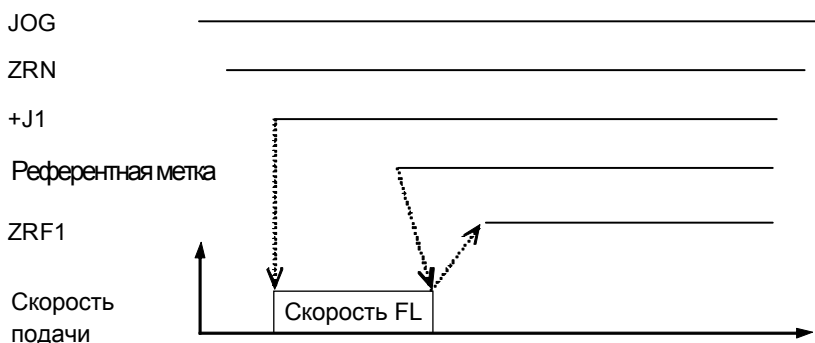 JOG
ZRN
+J1
Референтная метка
ZRF1
Скорость
подачи
Скорость FL